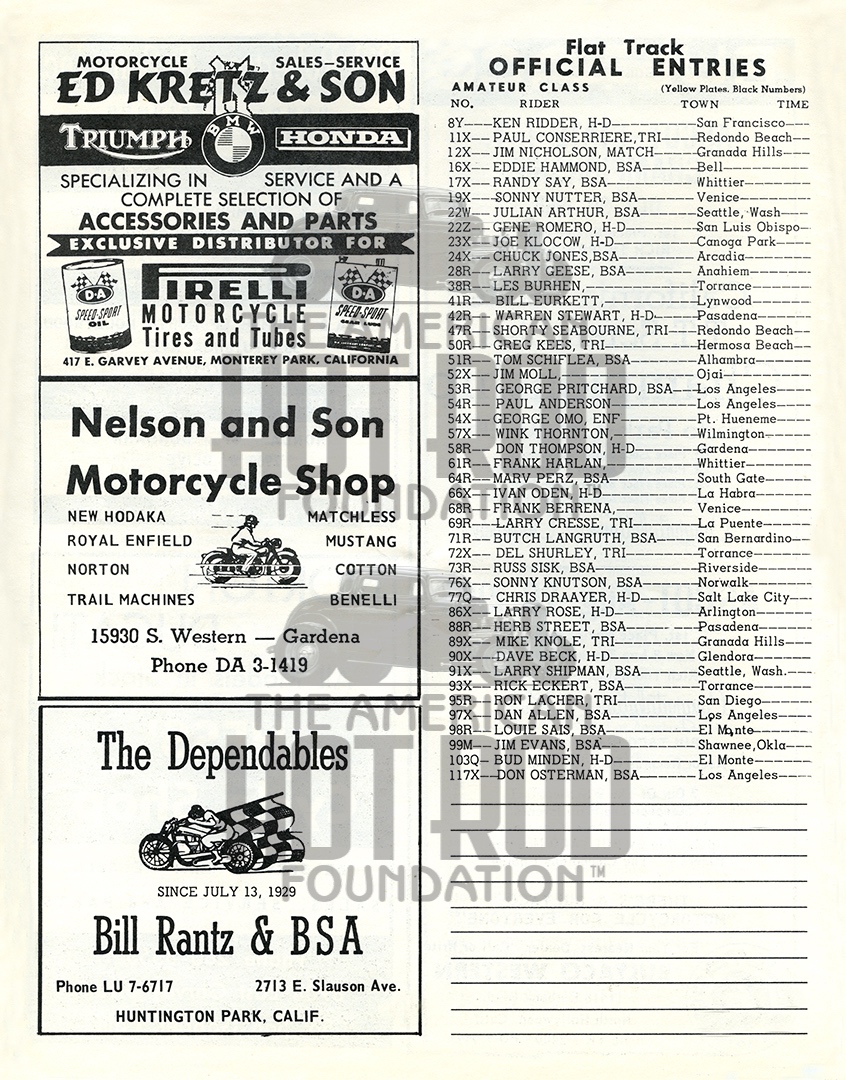 MOTORCYCLE SALES–SERVICE
ED KRETZ & SON
TRIUMPH BMW HONDA
SPECIALIZING IN SERVICE AND A
COMPLETE SELECTION OF
ACCESSORIES AND PARTS
EXCLUSIVE DISTRIBUTOR FOR
D-A SPEED-SPORT OIL
PIRELLI
MOTORCYCLE
Tires and Tubes
D-A SPEED-SPORT GEAR LUBE
417 E. GARVEY AVENUE, MONTEREY PARK, CALIFORNIA
Nelson and Son
Motorcycle Shop
NEW HODAKA MATCHLESS
ROYAL ENFIELD MUSTANG
NORTON COTTON
TRAIL MACHINES BENELLI
15930 S. Western — Gardena
Phone DA 3-1419
The Dependables
SINCE JULY 13, 1929
Bill Rantz & BSA
Phone LU 7-6717 2713 E. Slauson Ave.
HUNTINGTON PARK, CALIF.
Flat Track
OFFICIAL ENTRIES
AMATEUR CLASS (Yellow Plates. Black Numbers)
NO. RIDER TOWN TIME
8Y---KEN RIDDER, H-D----------San Francisco----
11X-- PAUL CONSERRIERE,TRI----Redondo Beach---
12X-- JIM NICHOLSON, MATCH----Granada Hills----
16X-- EDDIE HAMMOND, BSA----Bell----
17X-- RANDY SAY, BSA----Whittier----
19X-- SONNY NUTTER, BSA----Venice----
22W-- JULIAN ARTHUR, BSA----Seattle, Wash----
22Z-- GENE ROMERO, H-D----San Luis Obispo--
23X-- JOE KLOCOW, H-D----Canoga Park----
24X-- CHUCK JONES,BSA----Arcadia----
28R-- LARRY GEESE, BSA----Anahiem----
38R-- LES BURHEN,----Torrance----
41R-- BILL EURKETT,----Lynwood----
42R-- WARREN STEWART, H-D----Pasadena----
47R-- SHORTY SEABOURNE, TRI----Redondo Beach---
50R-- GREG KEES, TRI----Hermosa Beach---
51R-- TOM SCHIFLEA, BSA----Alhambra----
52X-- JIM MOLL,----Ojai----
53R-- GEORGE PRITCHARD, BSA---Los Angeles----
54R-- PAUL ANDERSON----Los Angeles----
54X-- GEORGE OMO, ENF----Pt. Hueneme----
57X-- WINK THORNTON,----Wilmington----
58R-- DON THOMPSON, H-D----Gardena----
61R-- FRANK HARLAN,----Whittier----
64R-- MARV PERZ, BSA----South Gate----
66X-- IVAN ODEN, H-D----La Habra----
68R-- FRANK BERRENA,----Venice----
69R-- LARRY CRESSE, TRI----La Puente----
71R-- BUTCH LANGRUTH, BSA----San Bernardino---
72X-- DEL SHURLEY, TRI----Torrance----
73R-- RUSS SISK, BSA----Riverside----
76X-- SONNY KNUTSON, BSA----Norwalk----
77Q-- CHRIS DRAAYER, H-D----Salt Lake City---
86X-- LARRY ROSE, H-D----Arlington----
88R-- HERB STREET, BSA----Pasadena----
89X-- MIKE KNOLE, TRI----Granada Hills----
90X-- DAVE BECK, H-D----Glendora----
91X-- LARRY SHIPMAN, BSA----Seattle, Wash.----
93X-- RICK ECKERT, BSA----Torrance----
95R-- RON LACHER, TRI----San Diego----
97X-- DAN ALLEN, BSA----Los Angeles----
98R-- LOUIE SAIS, BSA----El Monte----
99M-- JIM EVANS, BSA----Shawnee,Okla----
103Q- BUD MINDEN, H-D----El Monte----
117X--DON OSTERMAN, BSA----Los Angeles----
THE AMERICAN
HOT ROD
FOUNDATION™
THE AMERICAN
HOT ROD
FOUNDATION™